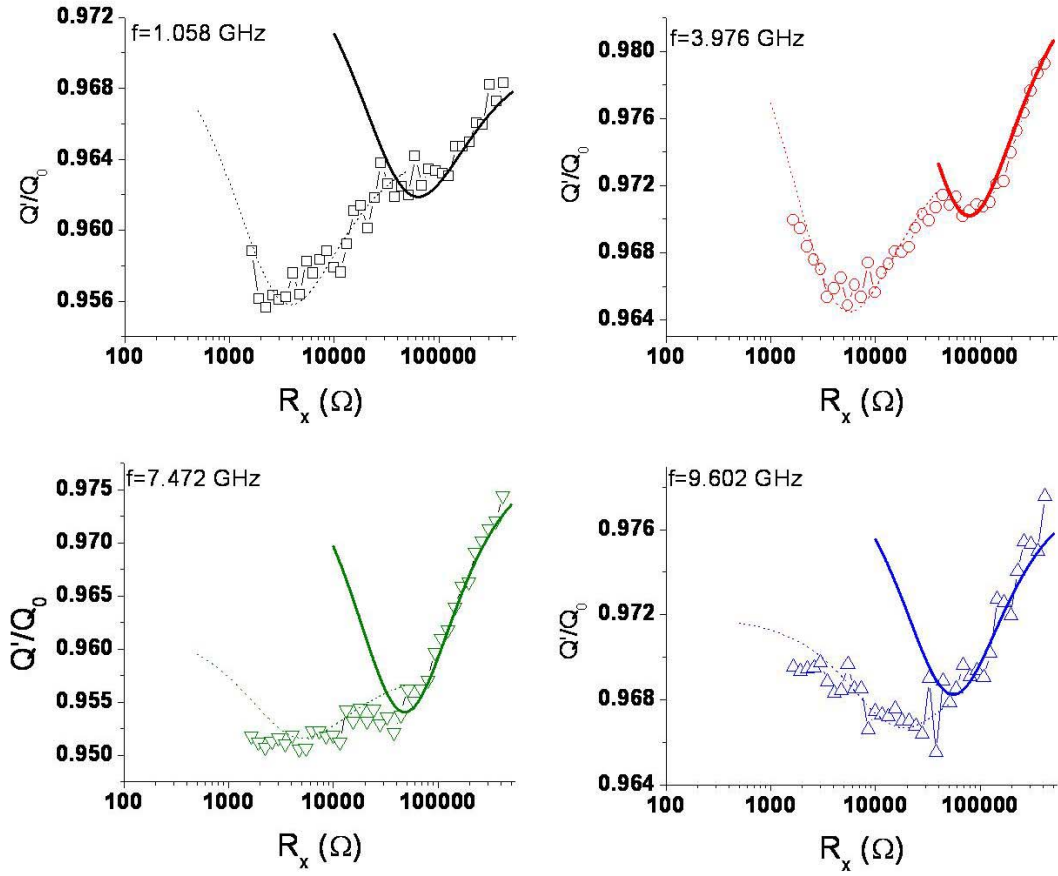 f=1.058 GHz
0.972
0.968
0.964
0.960
0.956
Q'/Q₀
100 1000 10000 100000
Rₓ (Ω)
f=3.976 GHz
0.980
0.976
0.972
0.968
0.964
Q'/Q₀
100 1000 10000 100000
Rₓ (Ω)
f=7.472 GHz
0.975
0.970
0.965
0.960
0.955
0.950
Q'/Q₀
100 1000 10000 100000
Rₓ (Ω)
f=9.602 GHz
0.976
0.972
0.968
0.964
Q'/Q₀
100 1000 10000 100000
Rₓ (Ω)